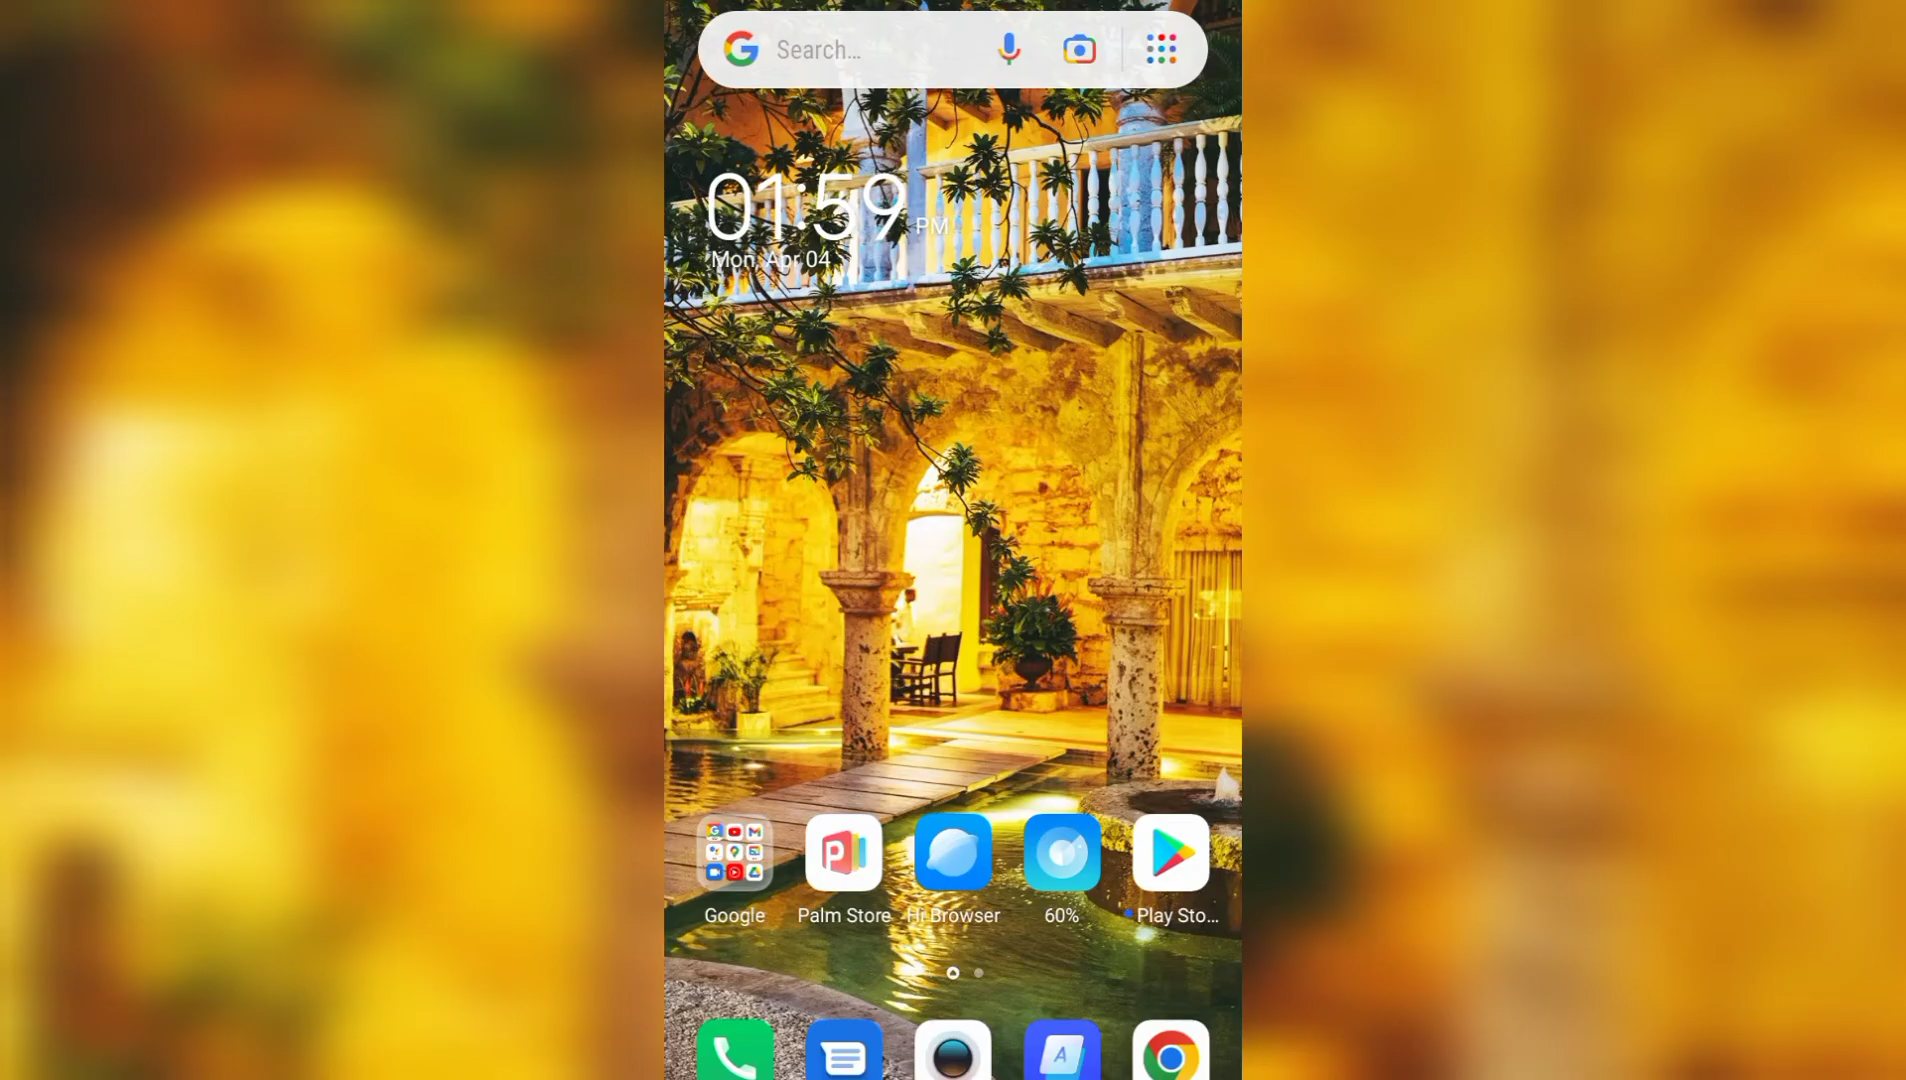 Search...
01:59 PM
Mon, Apr 04
Google
Palm Store
Hi Browser
60%
Play Sto...